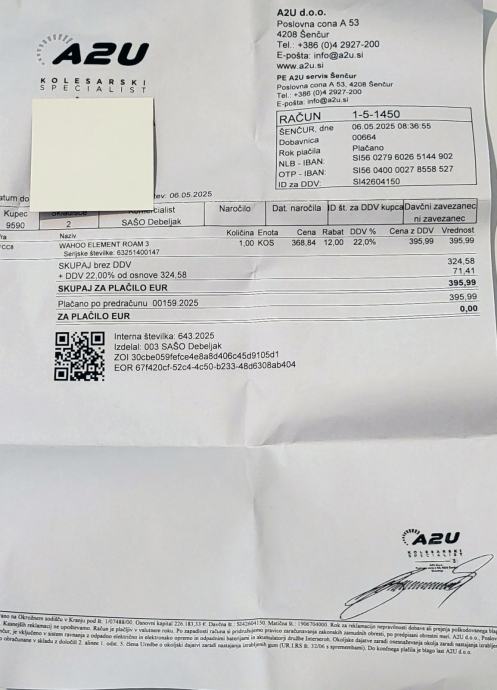 A2U
KOLESARSKI
SPECIALIST
A2U d.o.o.
Poslovna cona A 53
4208 Šenčur
Tel.: +386 (0)4 2927-200
E-pošta: info@a2u.si
www.a2u.si
PE A2U servis Šenčur
Poslovna cona A 53, 4208 Šenčur
Tel.: +386 (0)4 2927-200
E-pošta: info@a2u.si
RAČUN 1-5-1450
ŠENČUR, dne 06.05.2025 08:36:55
Dobavnica 00664
Rok plačila Plačano
NLB - IBAN: SI56 0279 6026 5144 902
OTP - IBAN: SI56 0400 0027 8558 527
ID za DDV: SI42604150
atum do tev: 06.05.2025
Kupec Skladišče Komercialist Naročilo Dat. naročila ID št. za DDV kupca Davčni zavezanec
9590 2 SAŠO Debeljak ni zavezanec
Naziv Količina Enota Cena Rabat DDV % Cena z DDV Vrednost
WAHOO ELEMENT ROAM 3 1,00 KOS 368,84 12,00 22,0% 395,99 395,99
Serijske številke: 63251400147
SKUPAJ brez DDV 324,58
+ DDV 22,00% od osnove 324,58 71,41
SKUPAJ ZA PLAČILO EUR 395,99
Plačano po predračunu 00159.2025 395,99
ZA PLAČILO EUR 0,00
Interna številka: 643.2025
Izdelal: 003 SAŠO Debeljak
ZOI 30cbe059fefce4e8a8d406c45d9105d1
EOR 67f420cf-52c4-4c50-b233-48d6308ab404
A2U